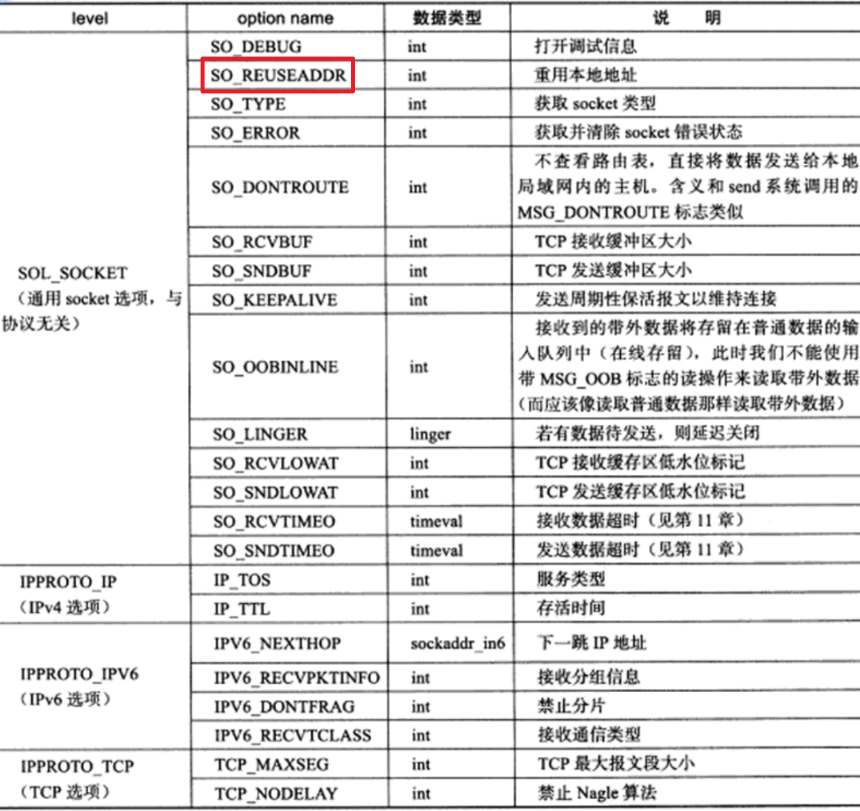 level option name 数据类型 说 明
SO_DEBUG int 打开调试信息
SO_REUSEADDR int 重用本地地址
SO_TYPE int 获取 socket 类型
SO_ERROR int 获取并清除 socket 错误状态
不查看路由表，直接将数据发送给本地
SO_DONTROUTE int 局域网内的主机。含义和 send 系统调用的
MSG_DONTROUTE 标志类似
SO_RCVBUF int TCP 接收缓冲区大小
SOL_SOCKET SO_SNDBUF int TCP 发送缓冲区大小
（通用 socket 选项，与 SO_KEEPALIVE int 发送周期性保活报文以维持连接
协议无关） 接收到的带外数据将存留在普通数据的输
入队列中（在线存留），此时我们不能使用
SO_OOBINLINE int 带 MSG_OOB 标志的读操作来读取带外数据
（而应该像读取普通数据那样读取带外数据）
SO_LINGER linger 若有数据待发送，则延迟关闭
SO_RCVLOWAT int TCP 接收缓存区低水位标记
SO_SNDLOWAT int TCP 发送缓存区低水位标记
SO_RCVTIMEO timeval 接收数据超时（见第 11 章）
SO_SNDTIMEO timeval 发送数据超时（见第 11 章）
IPPROTO_IP IP_TOS int 服务类型
（IPv4 选项） IP_TTL int 存活时间
IPV6_NEXTHOP sockaddr_in6 下一跳 IP 地址
IPPROTO_IPV6 IPV6_RECVPKTINFO int 接收分组信息
（IPv6 选项） IPV6_DONTFRAG int 禁止分片
IPV6_RECVTCLASS int 接收通信类型
IPPROTO_TCP TCP_MAXSEG int TCP 最大报文段大小
（TCP 选项） TCP_NODELAY int 禁止 Nagle 算法